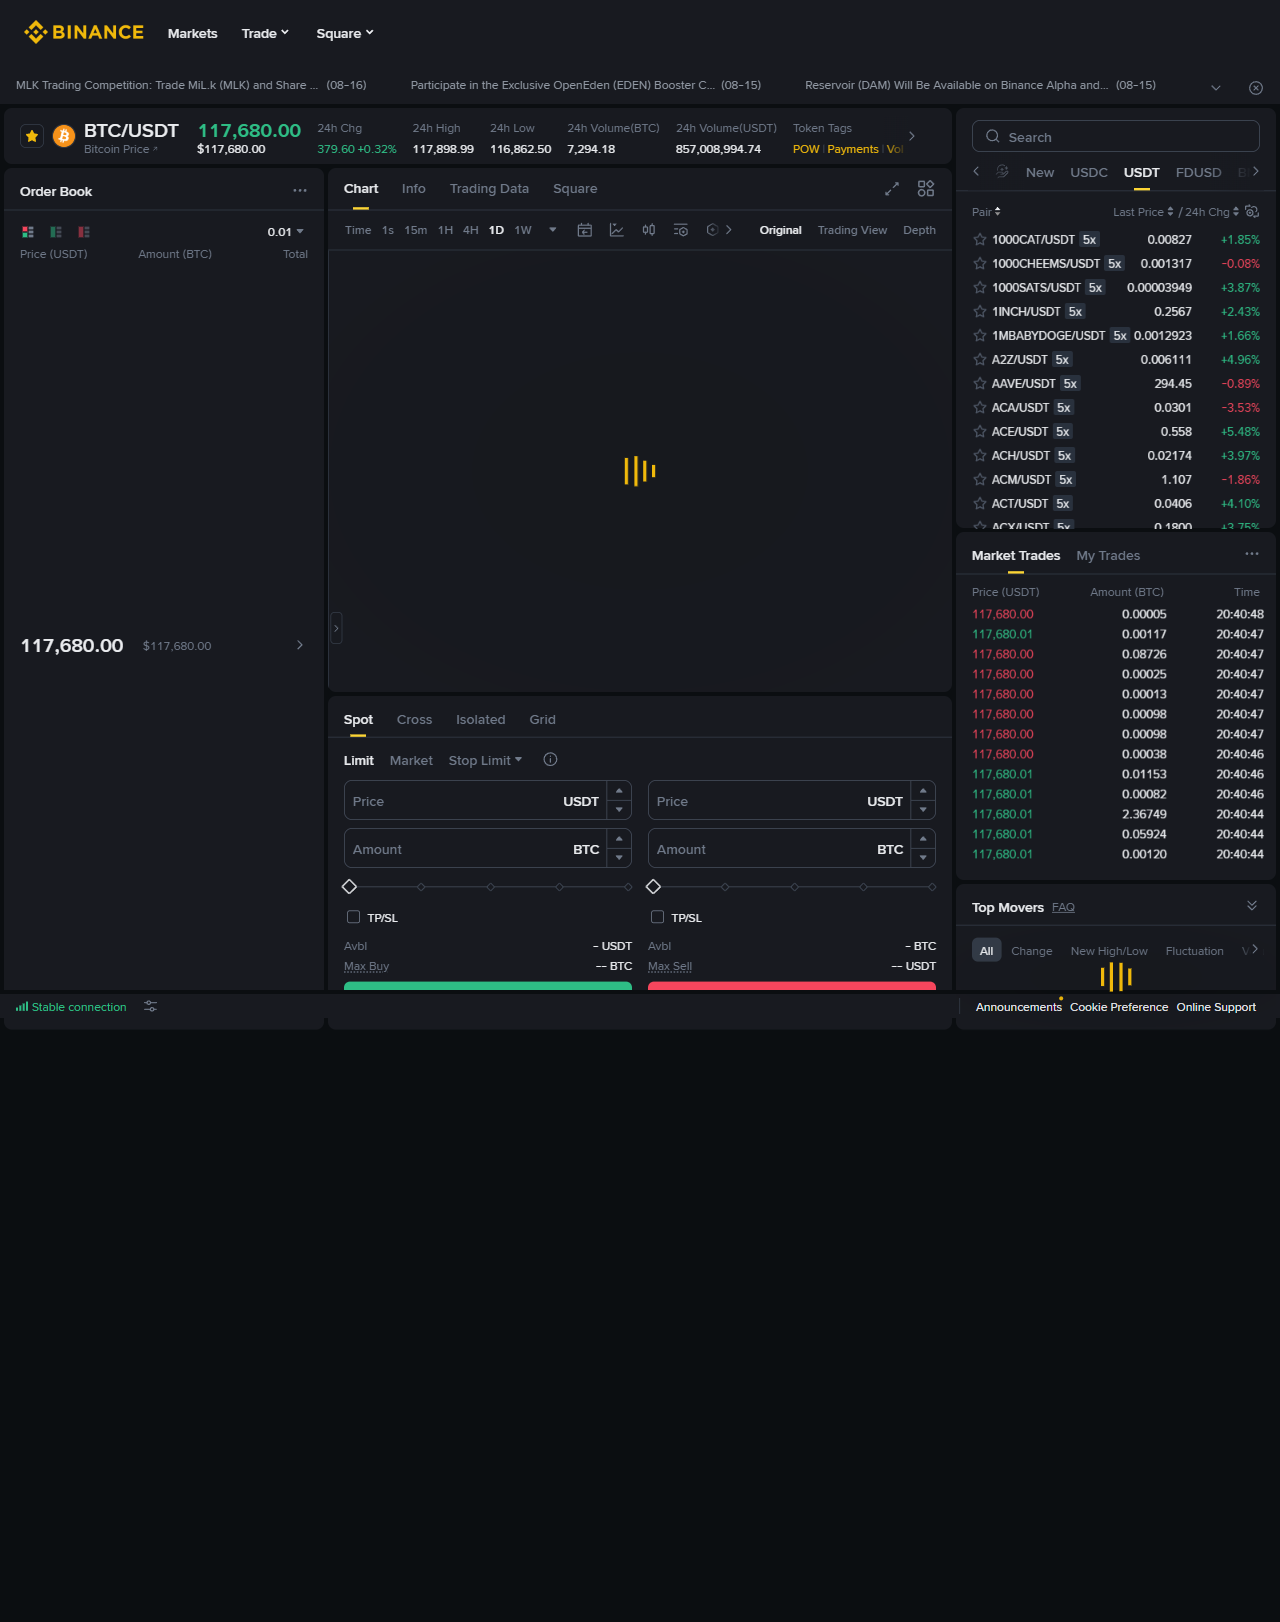 BINANCE
Markets
Trade
Square
MLK Trading Competition: Trade MiL.k (MLK) and Share ... (08-16)
Participate in the Exclusive OpenEden (EDEN) Booster C... (08-15)
Reservoir (DAM) Will Be Available on Binance Alpha and... (08-15)
BTC/USDT
Bitcoin Price
117,680.00
$117,680.00
24h Chg
379.60 +0.32%
24h High
117,898.99
24h Low
116,862.50
24h Volume(BTC)
7,294.18
24h Volume(USDT)
857,008,994.74
Token Tags
POW | Payments | Vol
Order Book
0.01
Price (USDT) Amount (BTC) Total
117,680.00 $117,680.00
Chart Info Trading Data Square
Time 1s 15m 1H 4H 1D 1W
Original Trading View Depth
Spot Cross Isolated Grid
Limit Market Stop Limit
Price USDT
Amount BTC
TP/SL
Avbl - USDT
Max Buy -- BTC
Price USDT
Amount BTC
TP/SL
Avbl - BTC
Max Sell -- USDT
Search
New USDC USDT FDUSD
Pair Last Price / 24h Chg
1000CAT/USDT 5x 0.00827 +1.85%
1000CHEEMS/USDT 5x 0.001317 -0.08%
1000SATS/USDT 5x 0.00003949 +3.87%
1INCH/USDT 5x 0.2567 +2.43%
1MBABYDOGE/USDT 5x 0.0012923 +1.66%
A2Z/USDT 5x 0.006111 +4.96%
AAVE/USDT 5x 294.45 -0.89%
ACA/USDT 5x 0.0301 -3.53%
ACE/USDT 5x 0.558 +5.48%
ACH/USDT 5x 0.02174 +3.97%
ACM/USDT 5x 1.107 -1.86%
ACT/USDT 5x 0.0406 +4.10%
ACX/USDT 5x 0.1800 +3.75%
Market Trades My Trades
Price (USDT) Amount (BTC) Time
117,680.00 0.00005 20:40:48
117,680.01 0.00117 20:40:47
117,680.00 0.08726 20:40:47
117,680.00 0.00025 20:40:47
117,680.00 0.00013 20:40:47
117,680.00 0.00098 20:40:47
117,680.00 0.00098 20:40:47
117,680.00 0.00038 20:40:46
117,680.01 0.01153 20:40:46
117,680.01 0.00082 20:40:46
117,680.01 2.36749 20:40:44
117,680.01 0.05924 20:40:44
117,680.01 0.00120 20:40:44
Top Movers FAQ
All Change New High/Low Fluctuation
Stable connection
Announcements Cookie Preference Online Support